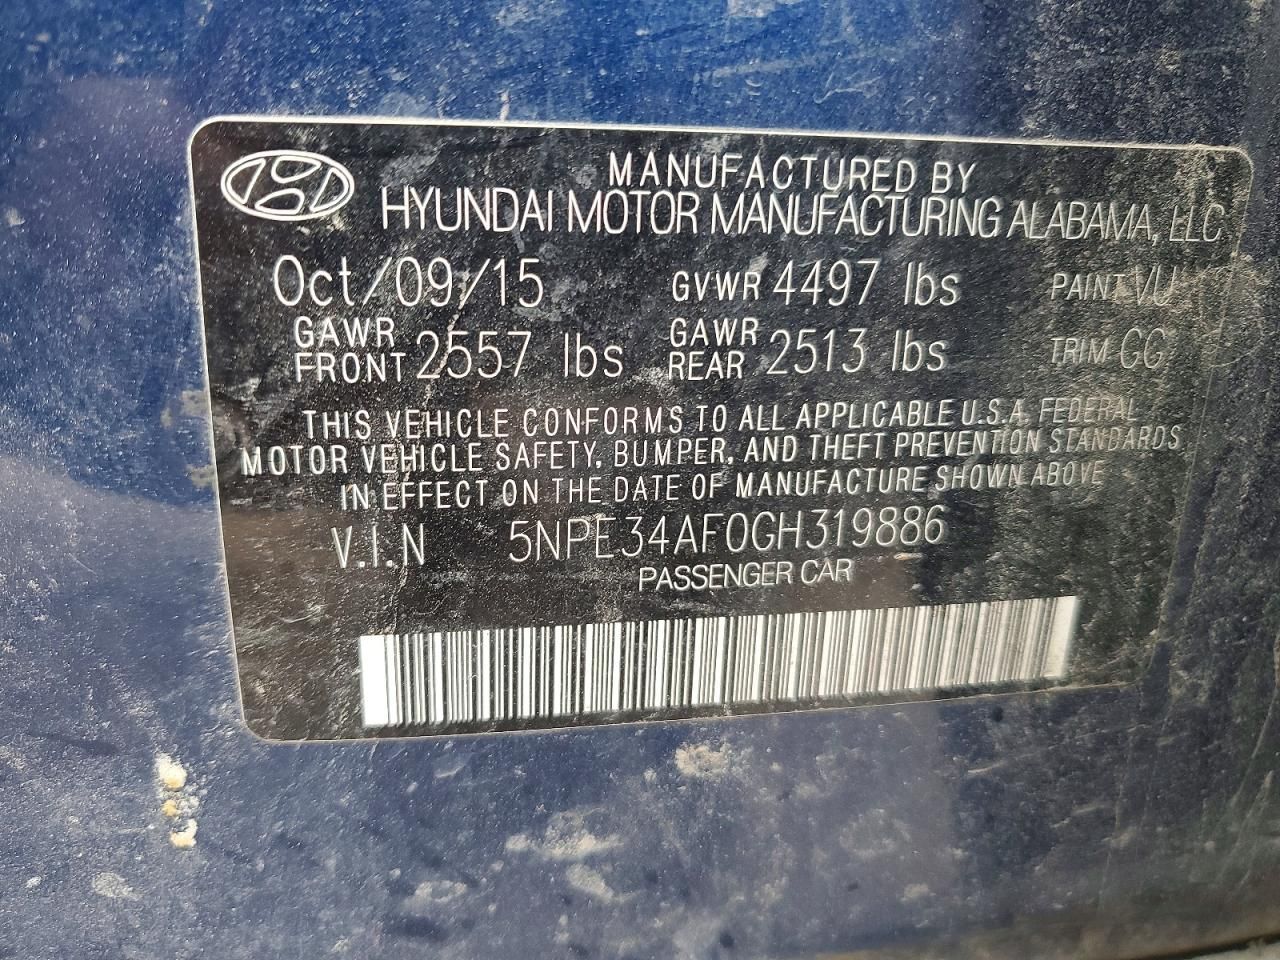 MANUFACTURED BY
HYUNDAI MOTOR MANUFACTURING ALABAMA, LLC
Oct/09/15 GVWR 4497 lbs PAINT VU
GAWR FRONT 2557 lbs GAWR REAR 2513 lbs TRIM GG
THIS VEHICLE CONFORMS TO ALL APPLICABLE U.S.A. FEDERAL
MOTOR VEHICLE SAFETY, BUMPER, AND THEFT PREVENTION STANDARDS
IN EFFECT ON THE DATE OF MANUFACTURE SHOWN ABOVE
V.I.N 5NPE34AF0GH319886
PASSENGER CAR